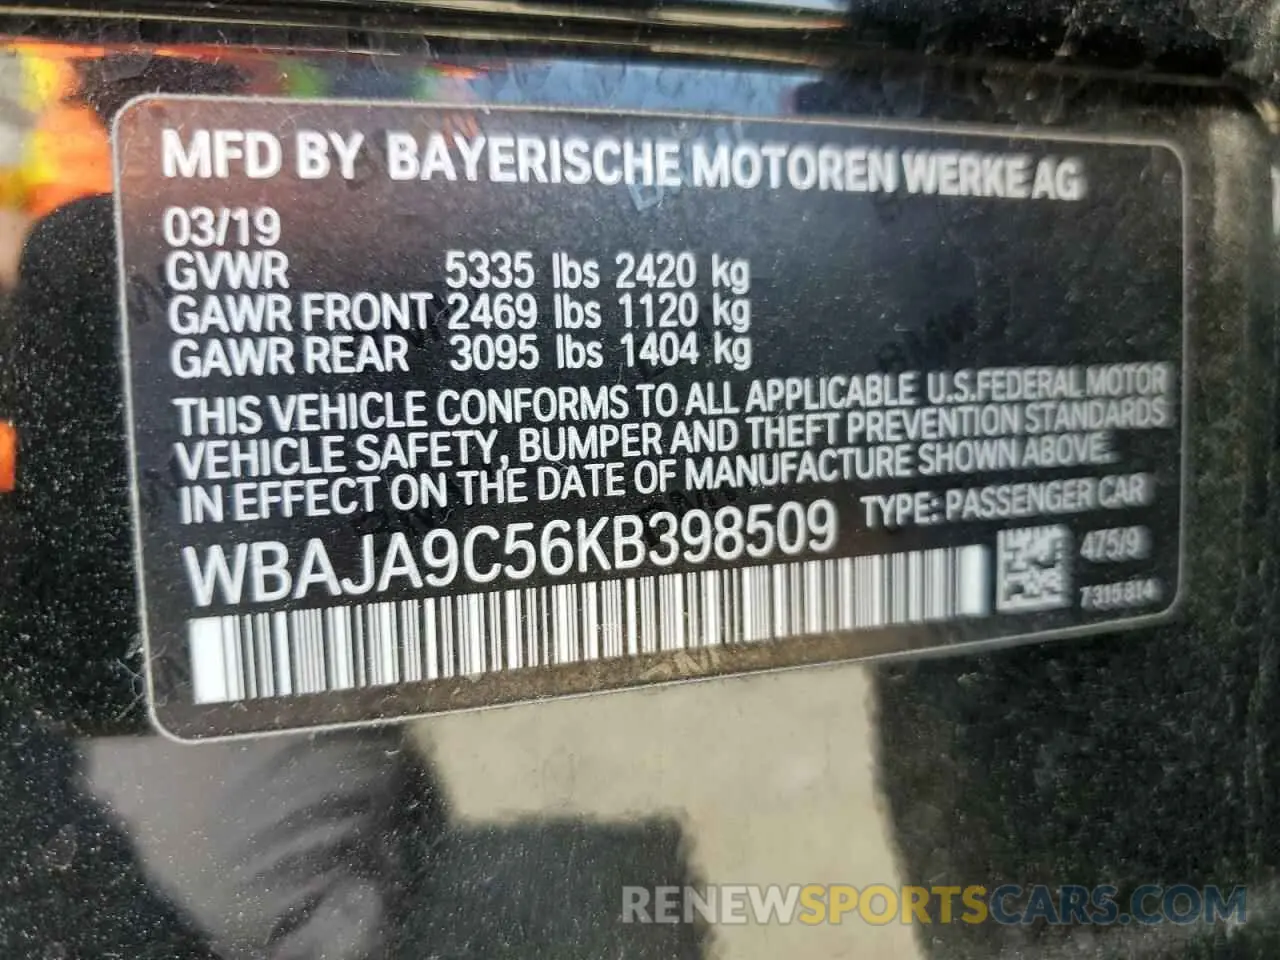 MFD BY BAYERISCHE MOTOREN WERKE AG
03/19
GVWR 5335 lbs 2420 kg
GAWR FRONT 2469 lbs 1120 kg
GAWR REAR 3095 lbs 1404 kg
THIS VEHICLE CONFORMS TO ALL APPLICABLE U.S.FEDERAL MOTOR
VEHICLE SAFETY, BUMPER AND THEFT PREVENTION STANDARDS
IN EFFECT ON THE DATE OF MANUFACTURE SHOWN ABOVE.
WBAJA9C56KB398509 TYPE: PASSENGER CAR
475/9
7315814
RENEWSPORTSCARS.COM